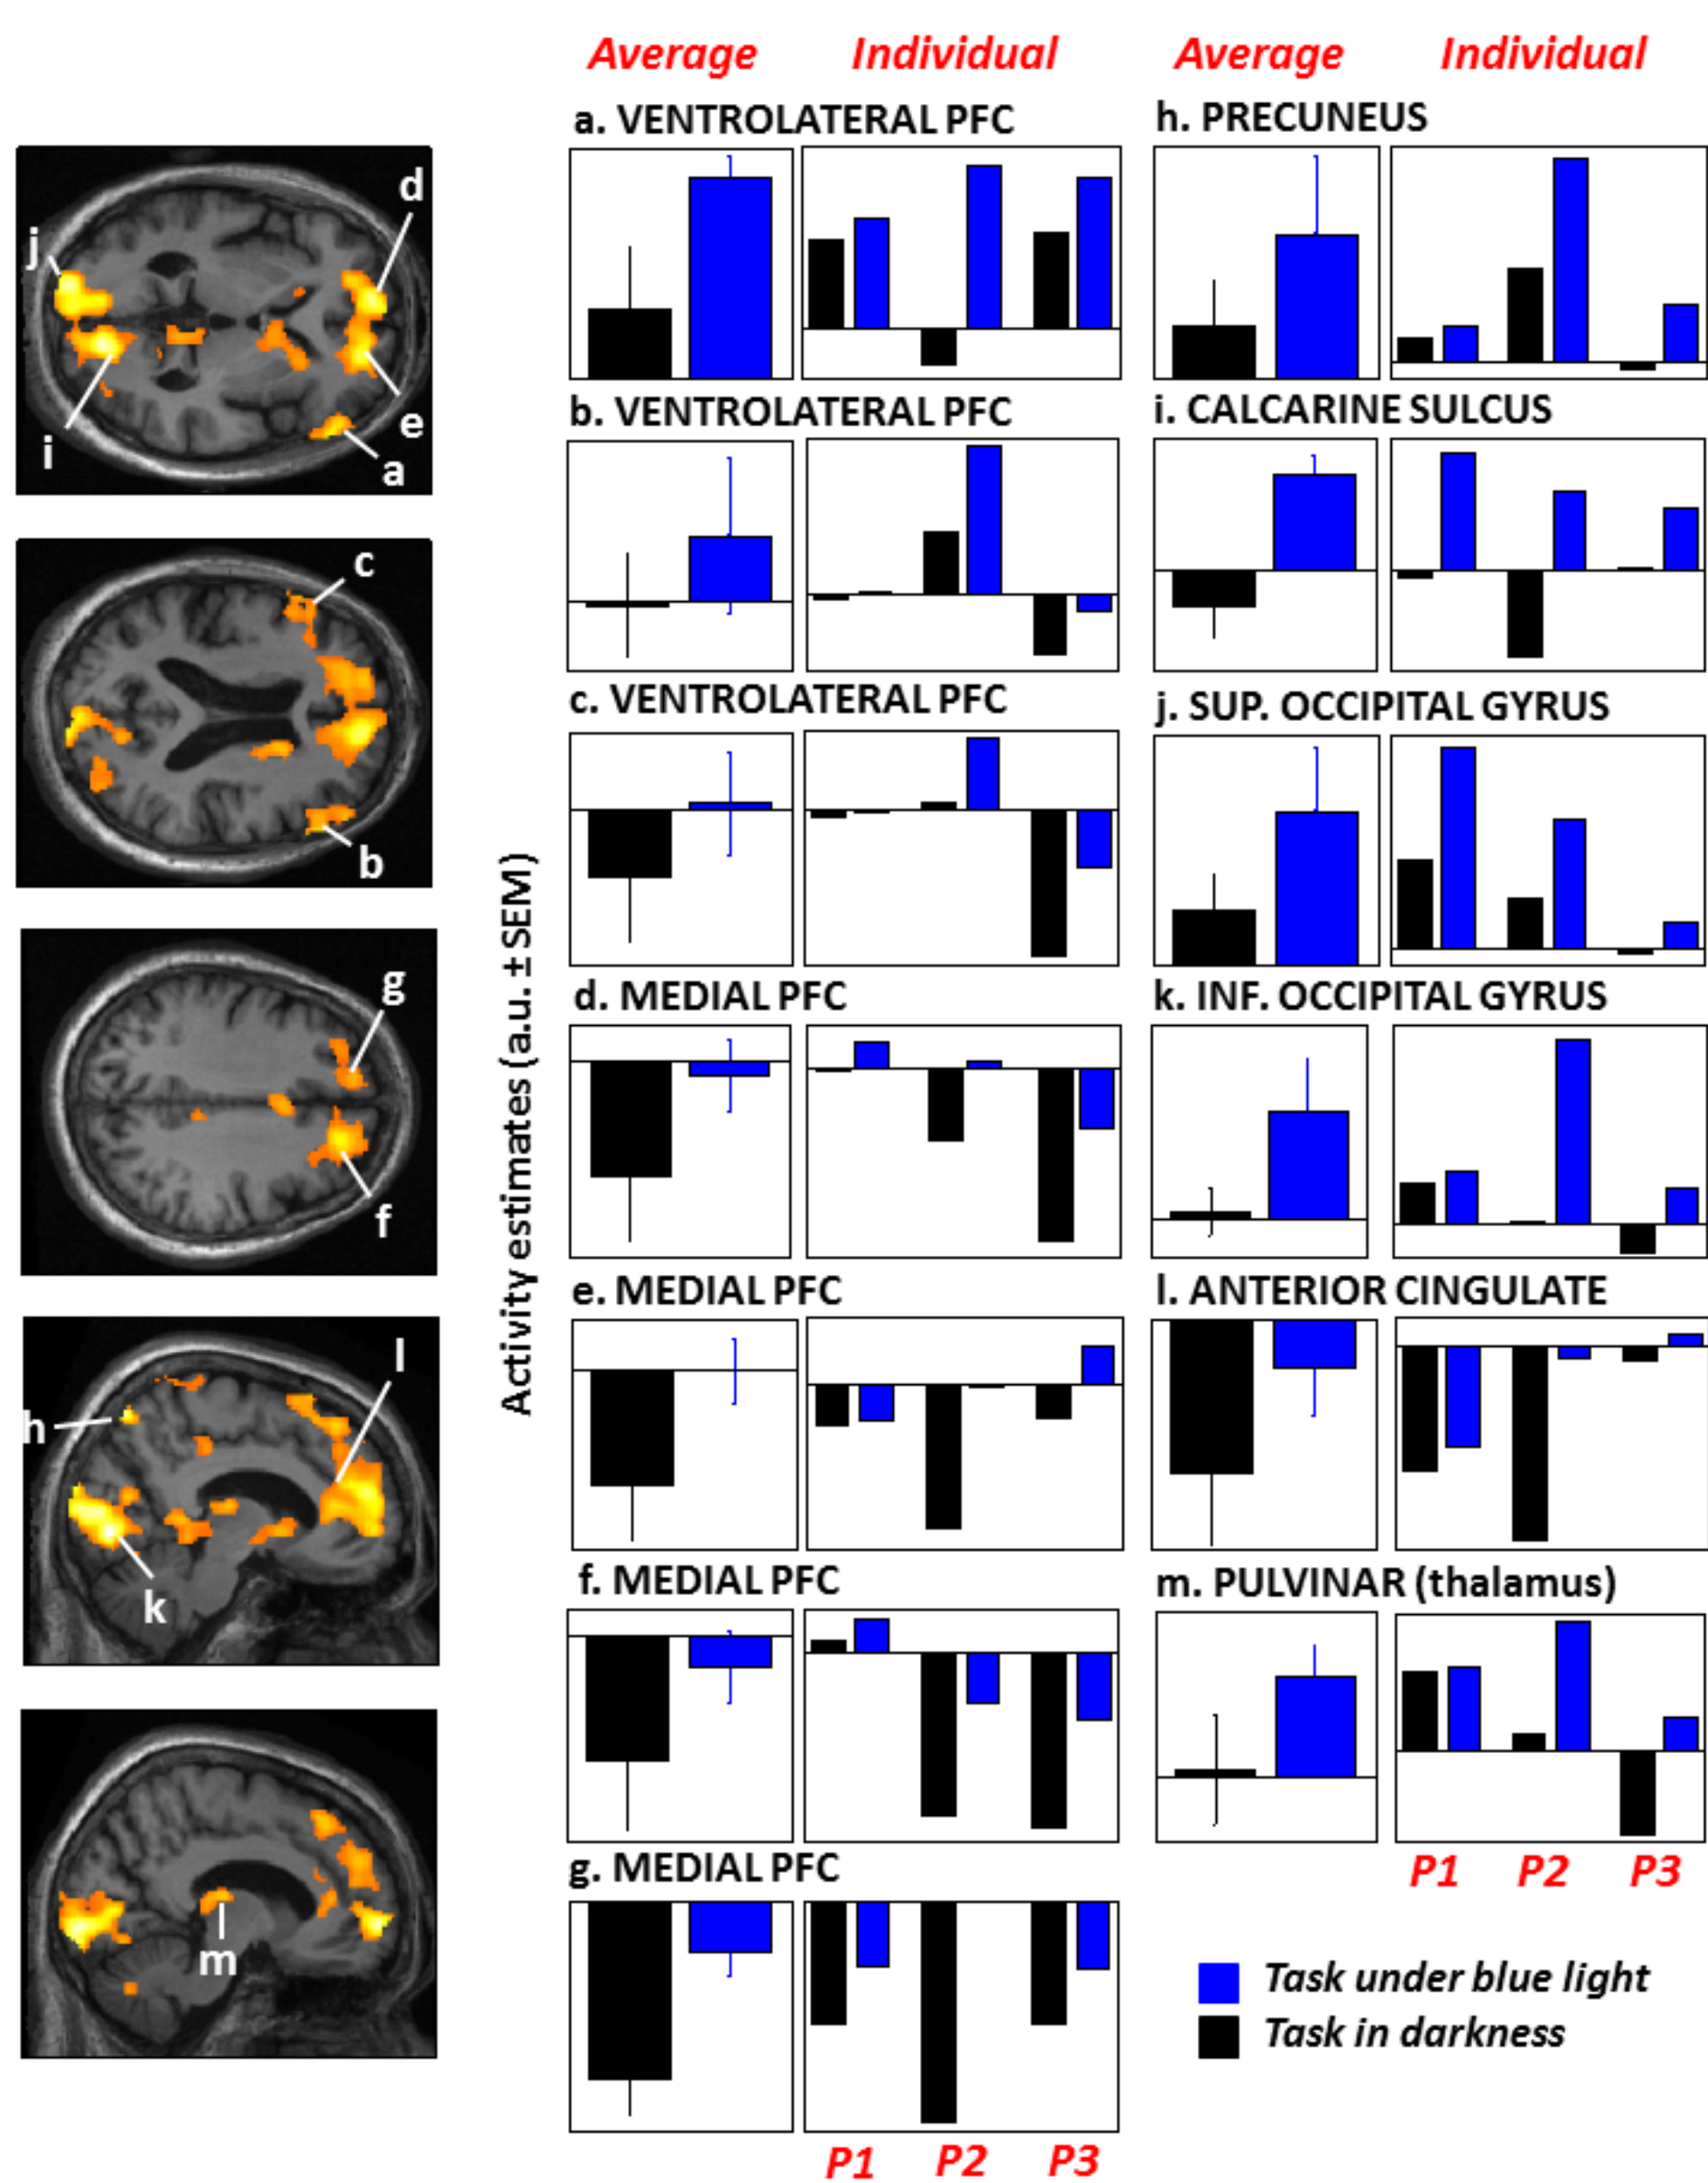 Average Individual Average Individual
a. VENTROLATERAL PFC
h. PRECUNEUS
b. VENTROLATERAL PFC
i. CALCARINE SULCUS
c. VENTROLATERAL PFC
j. SUP. OCCIPITAL GYRUS
d. MEDIAL PFC
k. INF. OCCIPITAL GYRUS
e. MEDIAL PFC
l. ANTERIOR CINGULATE
f. MEDIAL PFC
m. PULVINAR (thalamus)
g. MEDIAL PFC
P1 P2 P3
P1 P2 P3
Task under blue light
Task in darkness
Activity estimates (a.u. ± SEM)
d
j
i
e
a
c
b
g
f
l
h
k
m